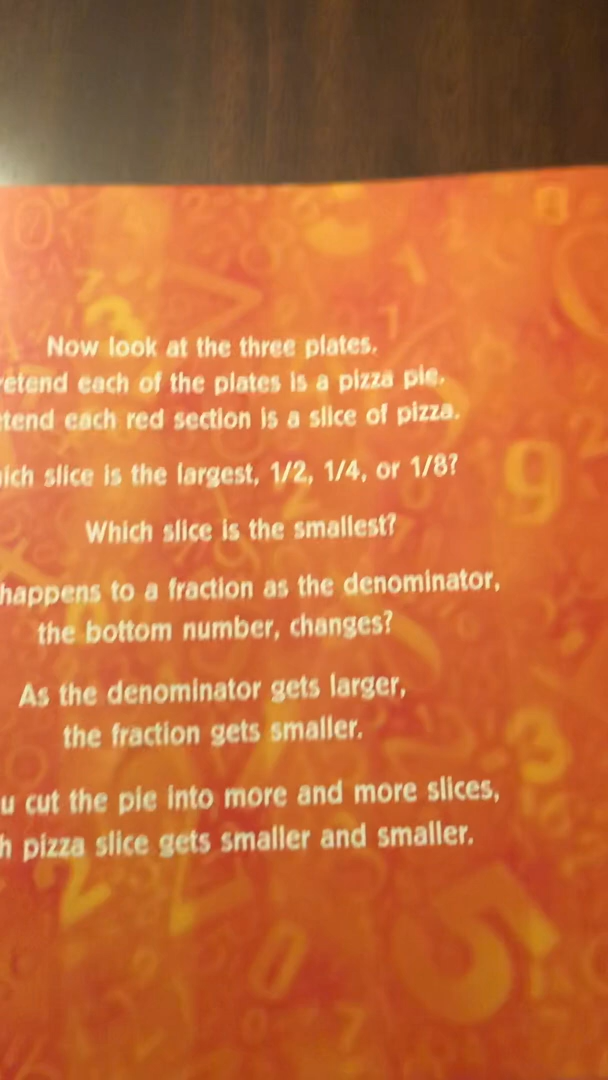 Now look at the three plates.
etend each of the plates is a pizza pie.
tend each red section is a slice of pizza.
ich slice is the largest, 1/2, 1/4, or 1/8?
Which slice is the smallest?
happens to a fraction as the denominator,
the bottom number, changes?
As the denominator gets larger,
the fraction gets smaller.
u cut the pie into more and more slices,
h pizza slice gets smaller and smaller.